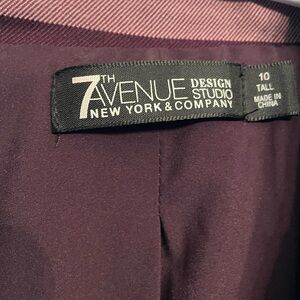 7TH AVENUE DESIGN STUDIO
NEW YORK & COMPANY
10
TALL
MADE IN
CHINA